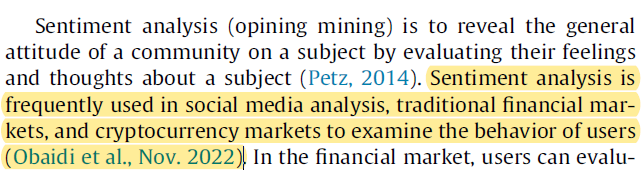 Sentiment analysis (opining mining) is to reveal the general
attitude of a community on a subject by evaluating their feelings
and thoughts about a subject (Petz, 2014). Sentiment analysis is
frequently used in social media analysis, traditional financial mar-
kets, and cryptocurrency markets to examine the behavior of users
(Obaidi et al., Nov. 2022). In the financial market, users can evalu-